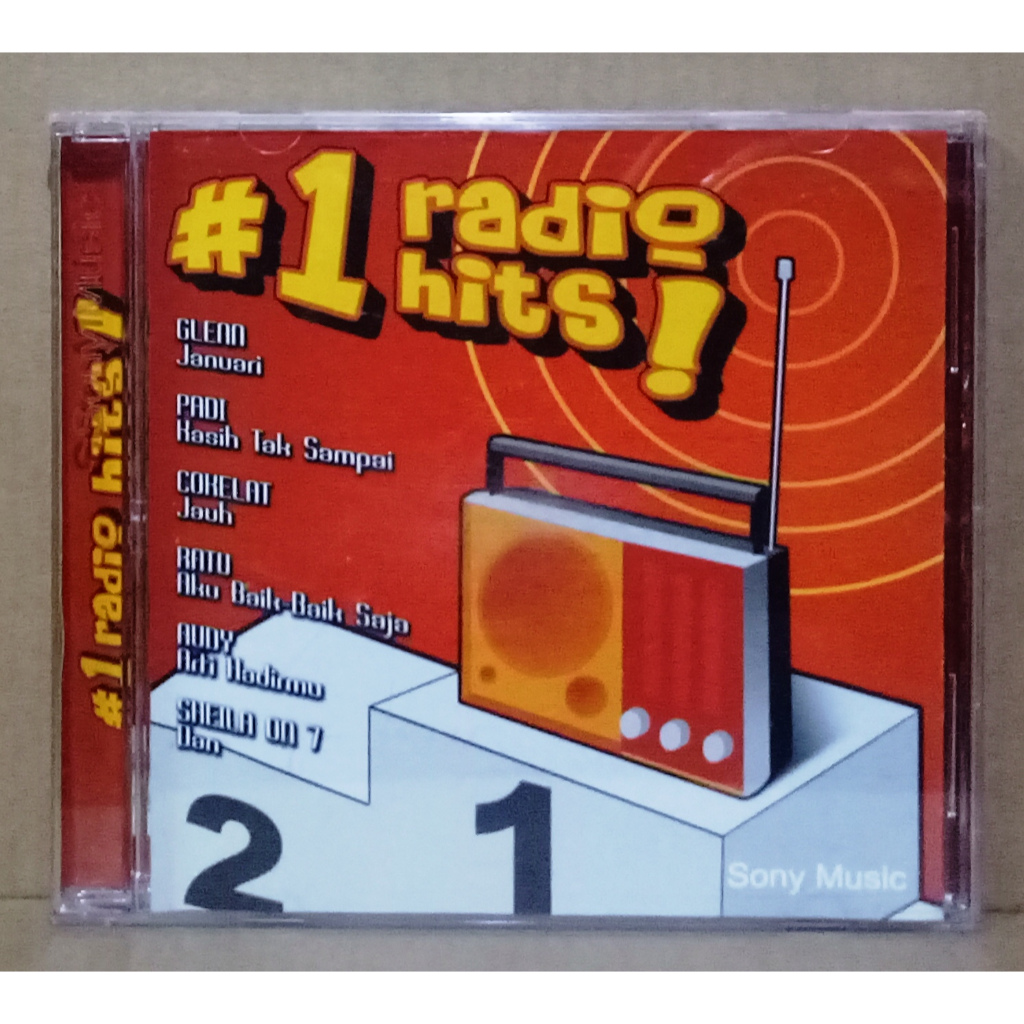 #1 radio hits!
#1 radio
hits!
GLENN
Januari
PADI
Kasih Tak Sampai
COKELAT
Jauh
RATU
Aku Baik-Baik Saja
AUDY
Arti Hadirmu
SHEILA ON 7
Dan
2
1
Sony Music